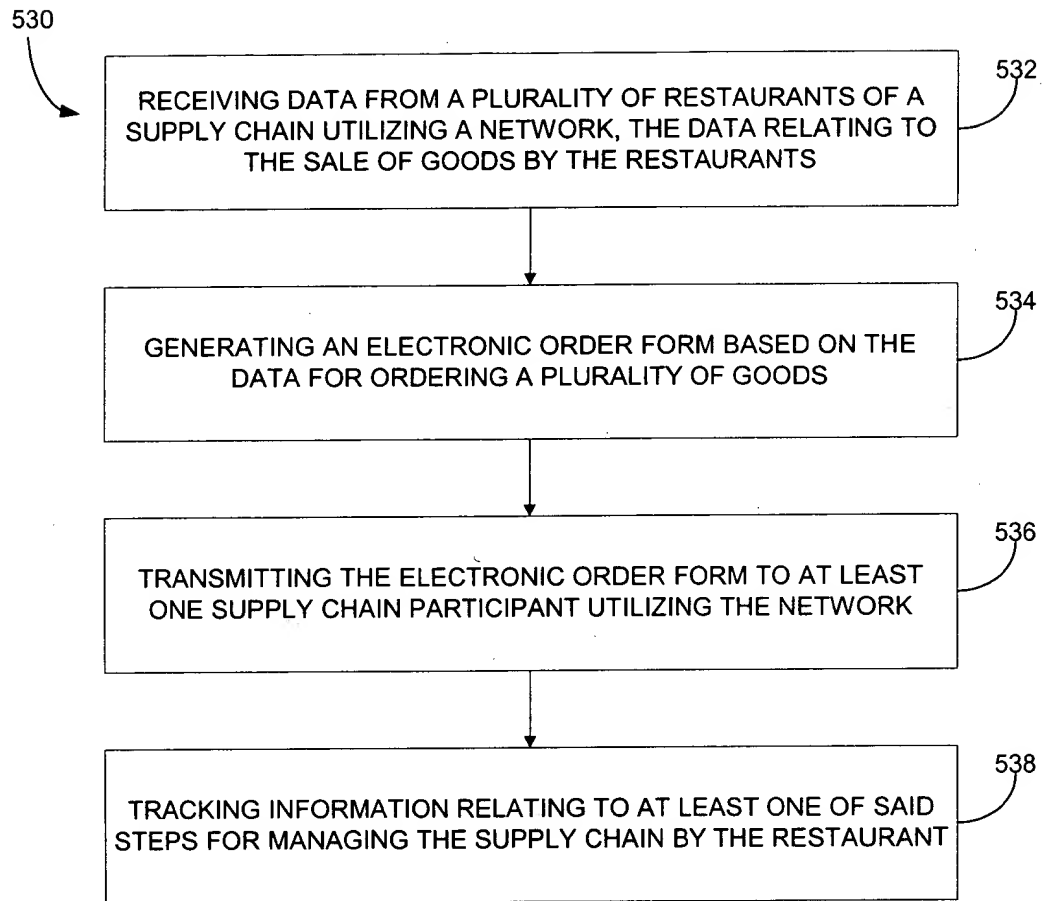 530
532
RECEIVING DATA FROM A PLURALITY OF RESTAURANTS OF A
SUPPLY CHAIN UTILIZING A NETWORK, THE DATA RELATING TO
THE SALE OF GOODS BY THE RESTAURANTS
534
GENERATING AN ELECTRONIC ORDER FORM BASED ON THE
DATA FOR ORDERING A PLURALITY OF GOODS
536
TRANSMITTING THE ELECTRONIC ORDER FORM TO AT LEAST
ONE SUPPLY CHAIN PARTICIPANT UTILIZING THE NETWORK
538
TRACKING INFORMATION RELATING TO AT LEAST ONE OF SAID
STEPS FOR MANAGING THE SUPPLY CHAIN BY THE RESTAURANT